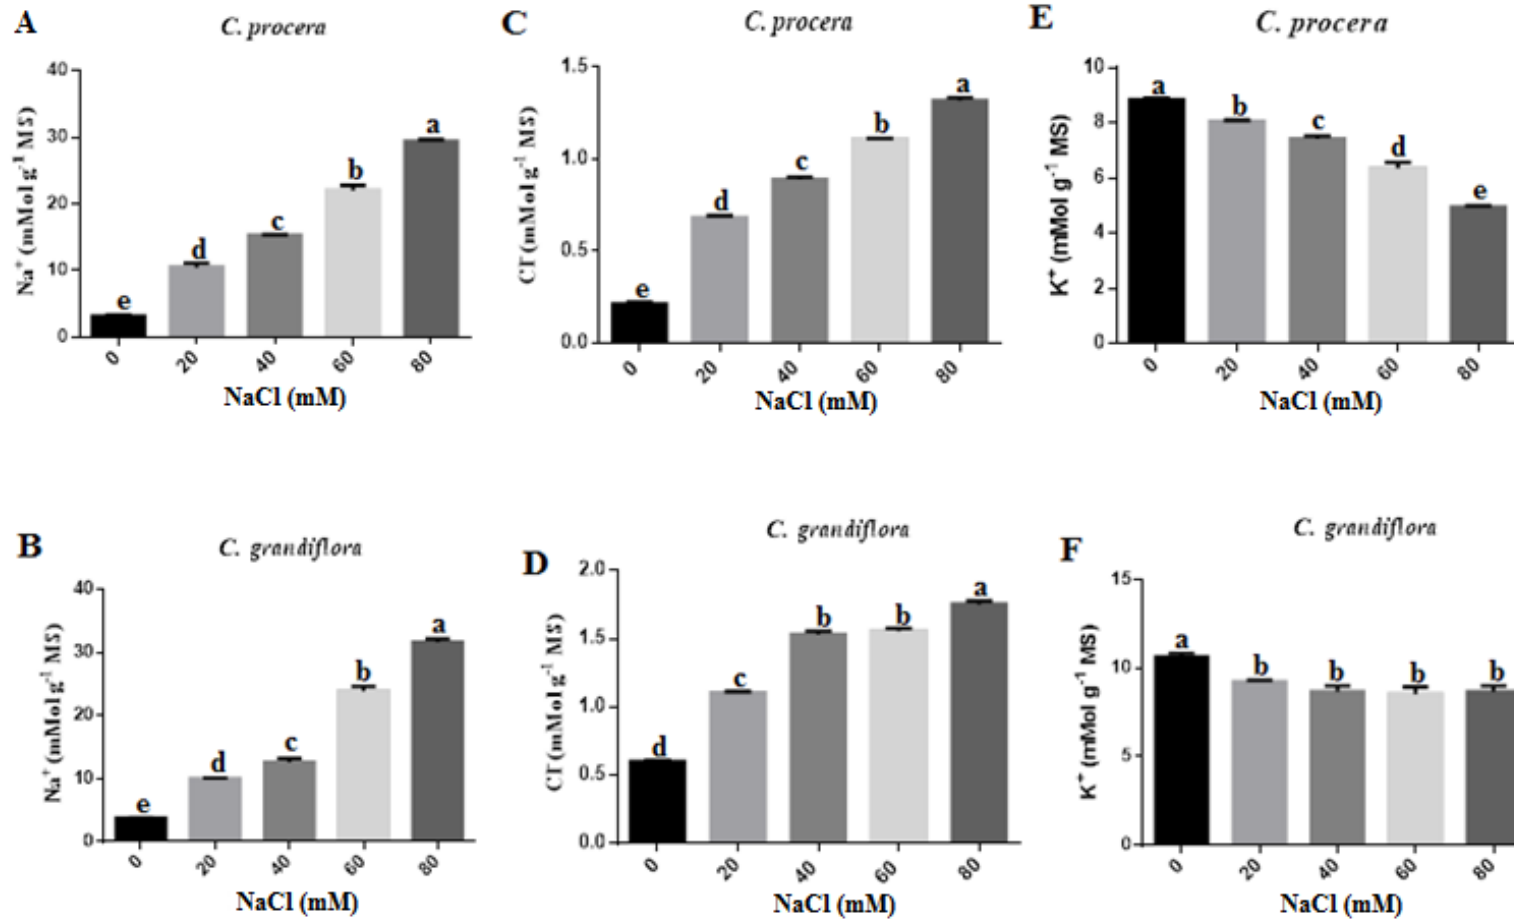 A
C. procera
Na⁺ (mMol g⁻¹ MS)
40
30
20
10
0
e
d
c
b
a
0
20
40
60
80
NaCl (mM)
C
C. procera
Cl⁻ (mMol g⁻¹ MS)
1.5
1.0
0.5
0.0
e
d
c
b
a
0
20
40
60
80
NaCl (mM)
E
C. procera
K⁺ (mMol g⁻¹ MS)
10
8
6
4
2
0
a
b
c
d
e
0
20
40
60
80
NaCl (mM)
B
C. grandiflora
Na⁺ (mMol g⁻¹ MS)
40
30
20
10
0
e
d
c
b
a
0
20
40
60
80
NaCl (mM)
D
C. grandiflora
Cl⁻ (mMol g⁻¹ MS)
2.0
1.5
1.0
0.5
0.0
d
c
b
b
a
0
20
40
60
80
NaCl (mM)
F
C. grandiflora
K⁺ (mMol g⁻¹ MS)
15
10
5
0
a
b
b
b
b
0
20
40
60
80
NaCl (mM)